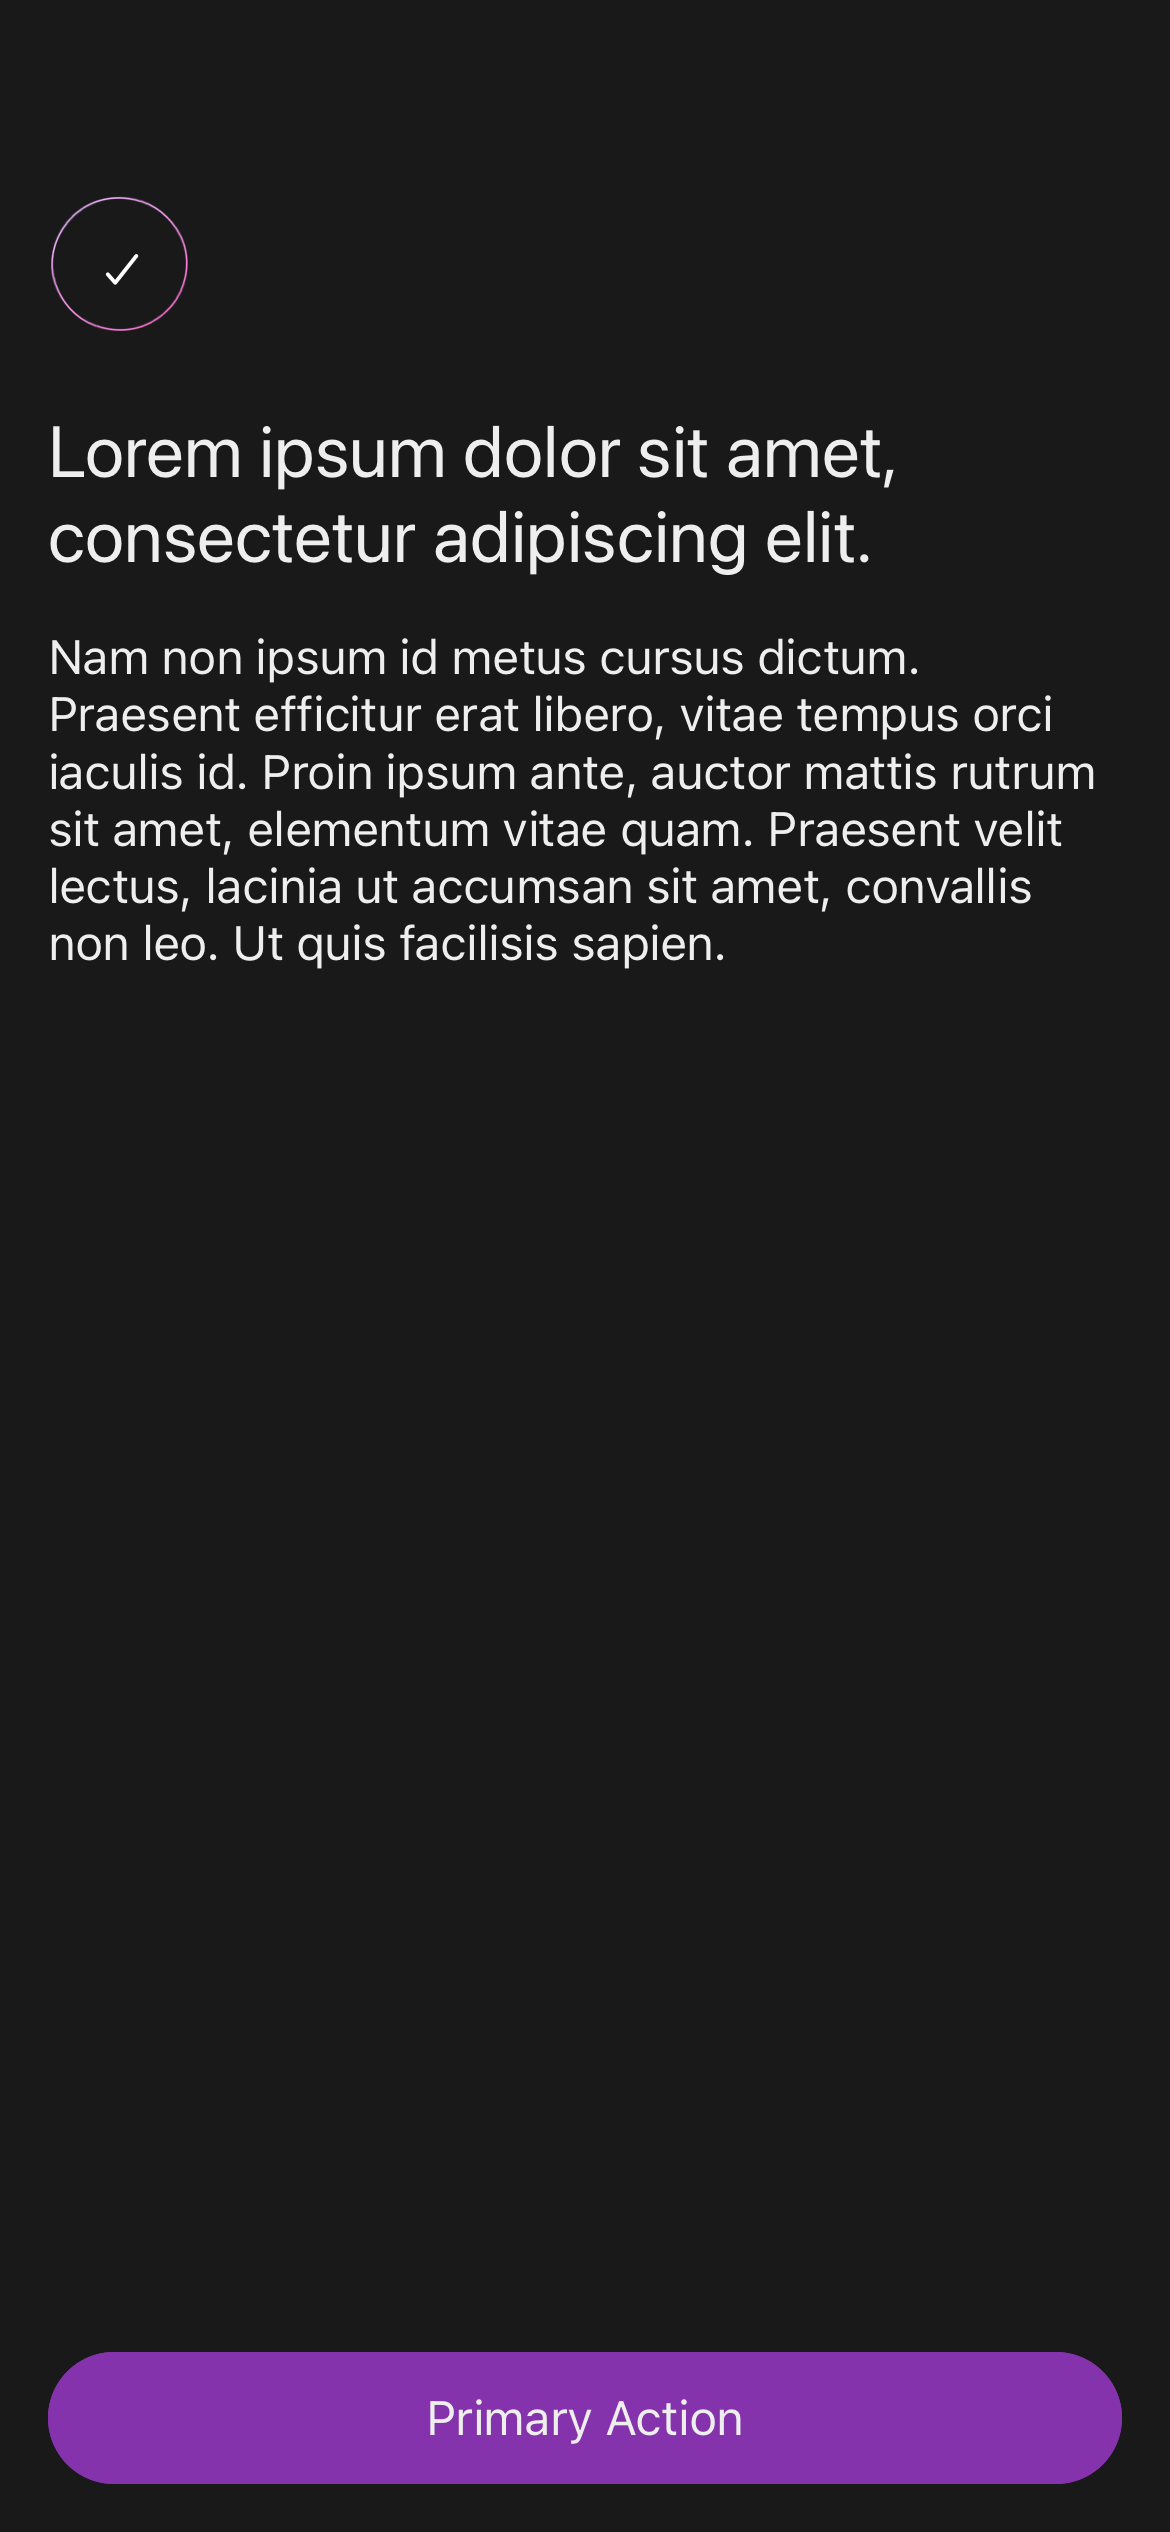 Lorem ipsum dolor sit amet,
consectetur adipiscing elit.
Nam non ipsum id metus cursus dictum.
Praesent efficitur erat libero, vitae tempus orci
iaculis id. Proin ipsum ante, auctor mattis rutrum
sit amet, elementum vitae quam. Praesent velit
lectus, lacinia ut accumsan sit amet, convallis
non leo. Ut quis facilisis sapien.
Primary Action